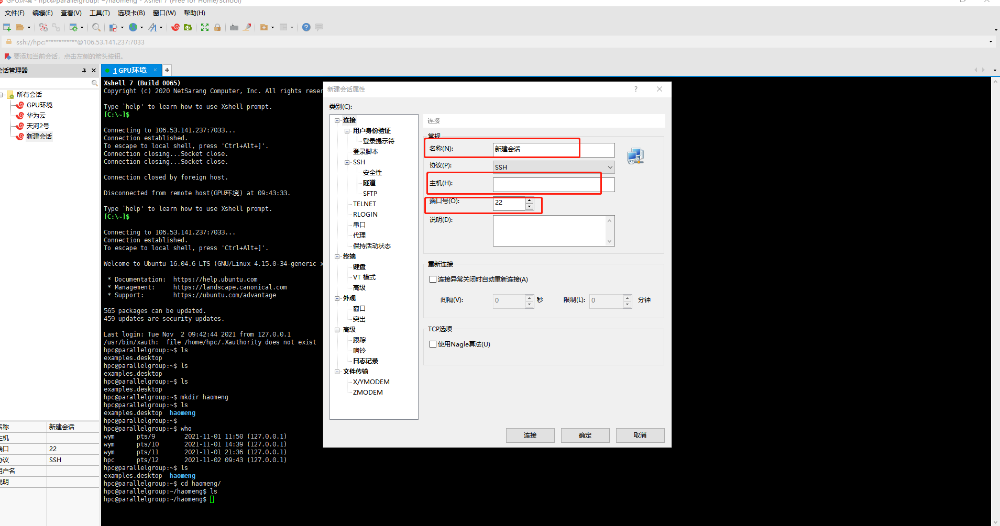 GPU环境 - hpc@parallelgroup: ~/haomeng - Xshell 7 (Free for Home/School)
文件(F) 编辑(E) 查看(V) 工具(T) 选项卡(B) 窗口(W) 帮助(H)
ssh://hpc:************@106.53.141.237:7033
要添加当前会话，点击左侧的箭头按钮。
会话管理器
所有会话
GPU环境
华为云
天河2号
新建会话
名称 新建会话
主机
端口 22
协议 SSH
用户名
说明
1 GPU环境
Xshell 7 (Build 0065)
Copyright (c) 2020 NetSarang Computer, Inc. All rights reser
Type `help' to learn how to use Xshell prompt.
[C:\~]$
Connecting to 106.53.141.237:7033...
Connection established.
To escape to local shell, press 'Ctrl+Alt+]'.
Connection closing...Socket close.
Connection closing...Socket close.
Connection closed by foreign host.
Disconnected from remote host(GPU环境) at 09:43:33.
Type `help' to learn how to use Xshell prompt.
[C:\~]$
Connecting to 106.53.141.237:7033...
Connection established.
To escape to local shell, press 'Ctrl+Alt+]'.
Welcome to Ubuntu 16.04.6 LTS (GNU/Linux 4.15.0-34-generic x
* Documentation:  https://help.ubuntu.com
* Management:     https://landscape.canonical.com
* Support:        https://ubuntu.com/advantage
565 packages can be updated.
459 updates are security updates.
Last login: Tue Nov  2 09:42:44 2021 from 127.0.0.1
/usr/bin/xauth:  file /home/hpc/.Xauthority does not exist
hpc@parallelgroup:~$ ls
examples.desktop
hpc@parallelgroup:~$ ls
examples.desktop
hpc@parallelgroup:~$ ls
examples.desktop
hpc@parallelgroup:~$ mkdir haomeng
hpc@parallelgroup:~$ ls
examples.desktop  haomeng
hpc@parallelgroup:~$
hpc@parallelgroup:~$ who
wym      pts/9        2021-11-01 11:50 (127.0.0.1)
wym      pts/10       2021-11-01 14:39 (127.0.0.1)
wym      pts/11       2021-11-01 21:36 (127.0.0.1)
hpc      pts/12       2021-11-02 09:43 (127.0.0.1)
hpc@parallelgroup:~$ ls
examples.desktop  haomeng
hpc@parallelgroup:~$ cd haomeng/
hpc@parallelgroup:~/haomeng$ ls
hpc@parallelgroup:~/haomeng$
新建会话属性
类别(C):
连接
用户身份验证
登录提示符
登录脚本
SSH
安全性
隧道
SFTP
TELNET
RLOGIN
串口
代理
保持活动状态
终端
键盘
VT 模式
高级
外观
窗口
突出
高级
跟踪
响铃
日志记录
文件传输
X/YMODEM
ZMODEM
连接
常规
名称(N): 新建会话
协议(P): SSH
主机(H):
端口号(O): 22
说明(D):
重新连接
连接异常关闭时自动重新连接(A)
间隔(V): 0 秒 限制(L): 0 分钟
TCP选项
使用Nagle算法(U)
连接 确定 取消